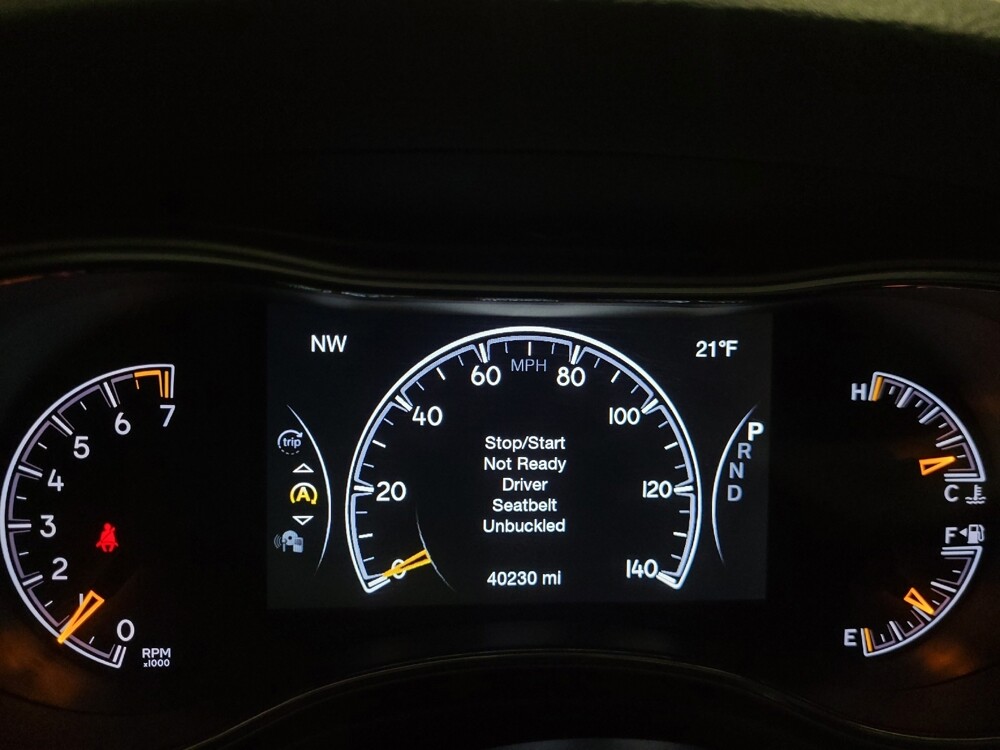 NW
21°F
MPH
0
20
40
60
80
100
120
140
Stop/Start
Not Ready
Driver
Seatbelt
Unbuckled
40230 mi
trip
A
P
R
N
D
7
6
5
4
3
2
1
0
RPM
x1000
H
C
F
E